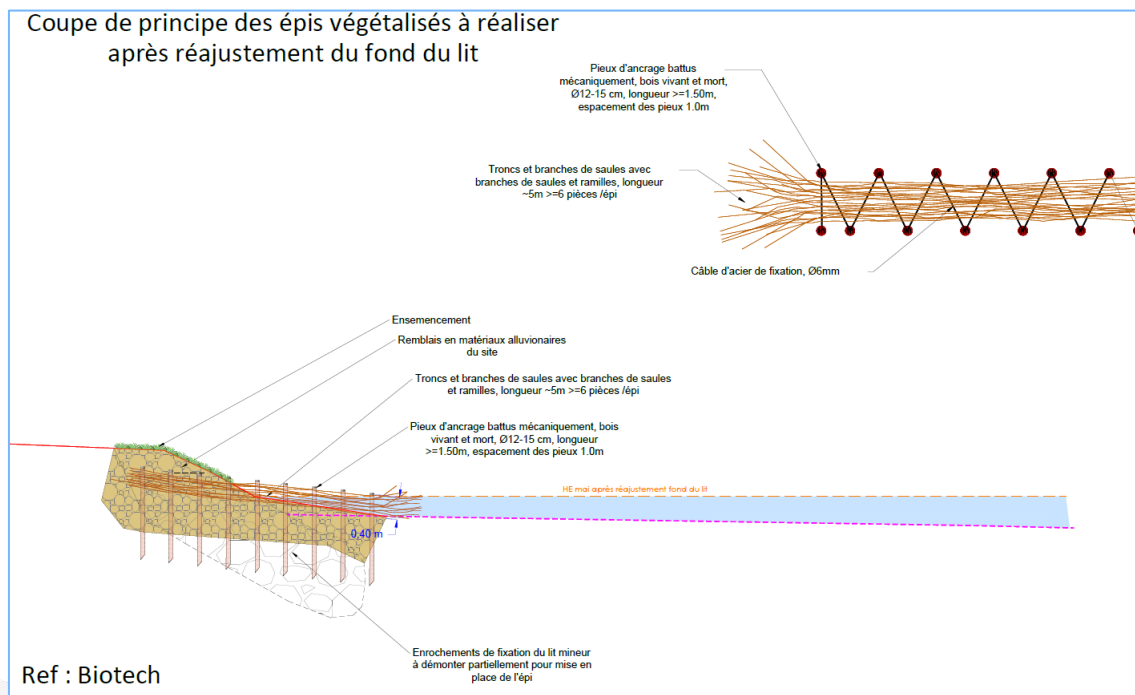 Coupe de principe des épis végétalisés à réaliser
après réajustement du fond du lit
Pieux d'ancrage battus
mécaniquement, bois vivant et mort,
Ø12-15 cm, longueur >=1.50m,
espacement des pieux 1.0m
Troncs et branches de saules avec
branches de saules et ramilles, longueur
~5m >=6 pièces /épi
Câble d'acier de fixation, Ø6mm
Ensemencement
Remblais en matériaux alluvionaires
du site
Troncs et branches de saules avec branches de saules
et ramilles, longueur ~5m >=6 pièces /épi
Pieux d'ancrage battus mécaniquement, bois
vivant et mort, Ø12-15 cm, longueur
>=1.50m, espacement des pieux 1.0m
HE mai après réajustement fond du lit
0.40 m
Enrochements de fixation du lit mineur
à démonter partiellement pour mise en
place de l'épi
Ref : Biotech